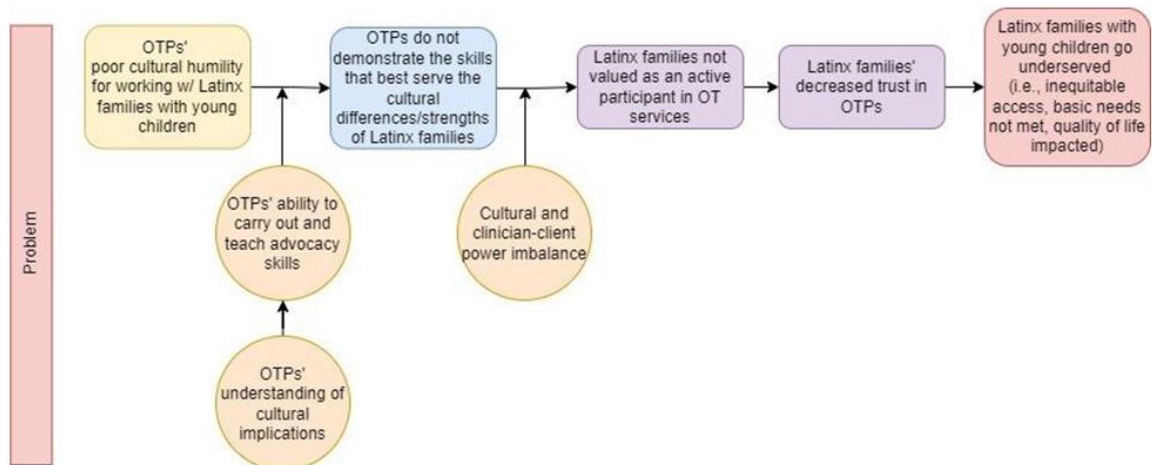 Problem
OTPs'
poor cultural humility
for working w/ Latinx
families with young
children
OTPs do not
demonstrate the skills
that best serve the
cultural
differences/strengths
of Latinx families
Latinx families not
valued as an active
participant in OT
services
Latinx families'
decreased trust in
OTPs
Latinx families with
young children go
underserved
(i.e., inequitable
access, basic needs
not met, quality of life
impacted)
OTPs' ability to
carry out and
teach advocacy
skills
Cultural and
clinician-client
power imbalance
OTPs'
understanding of
cultural
implications